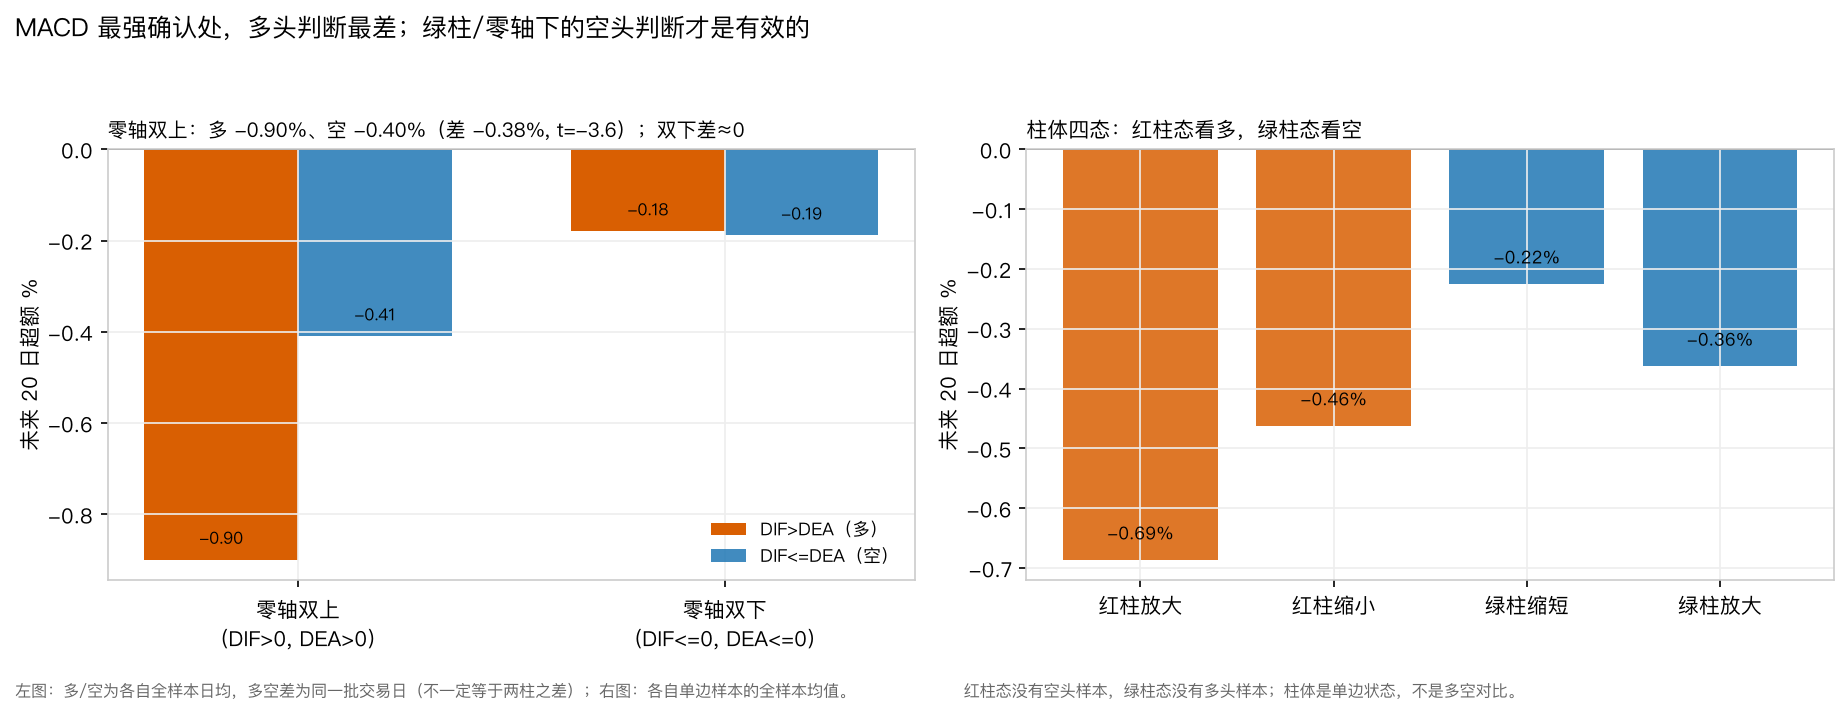 MACD 最强确认处，多头判断最差；绿柱/零轴下的空头判断才是有效的
零轴双上：多 −0.90%、空 −0.40%（差 −0.38%, t=−3.6）；双下差≈0
0.0
−0.2
−0.4
−0.6
−0.8
未来 20 日超额 %
−0.90
−0.41
−0.18
−0.19
DIF>DEA（多）
DIF<=DEA（空）
零轴双上
(DIF>0, DEA>0)
零轴双下
(DIF<=0, DEA<=0)
左图：多/空为各自全样本日均，多空差为同一批交易日（不一定等于两柱之差）；右图：各自单边样本的全样本均值。
柱体四态：红柱态看多，绿柱态看空
0.0
−0.1
−0.2
−0.3
−0.4
−0.5
−0.6
−0.7
未来 20 日超额 %
−0.69%
−0.46%
−0.22%
−0.36%
红柱放大
红柱缩小
绿柱缩短
绿柱放大
红柱态没有空头样本，绿柱态没有多头样本；柱体是单边状态，不是多空对比。